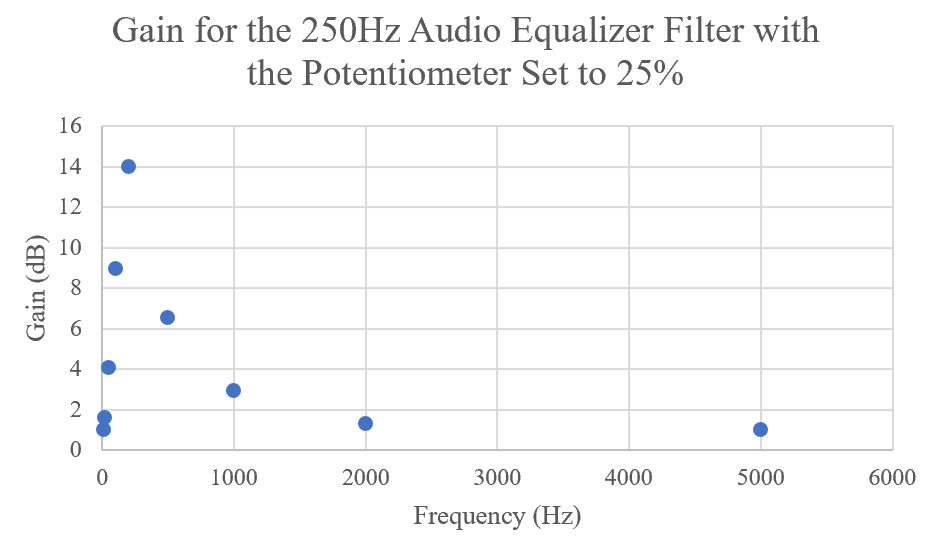 Gain for the 250Hz Audio Equalizer Filter with
the Potentiometer Set to 25%
16
14
12
10
8
6
4
2
0
Gain (dB)
0 1000 2000 3000 4000 5000 6000
Frequency (Hz)